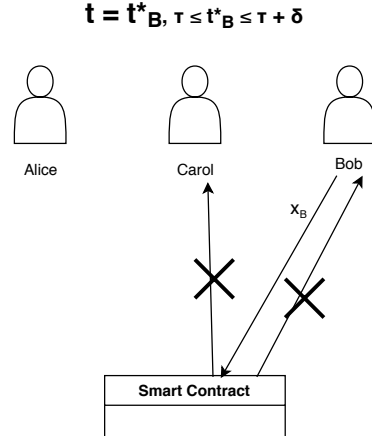 t = t*B, τ ≤ t*B ≤ τ + δ
Alice
Carol
Bob
xB
Smart Contract